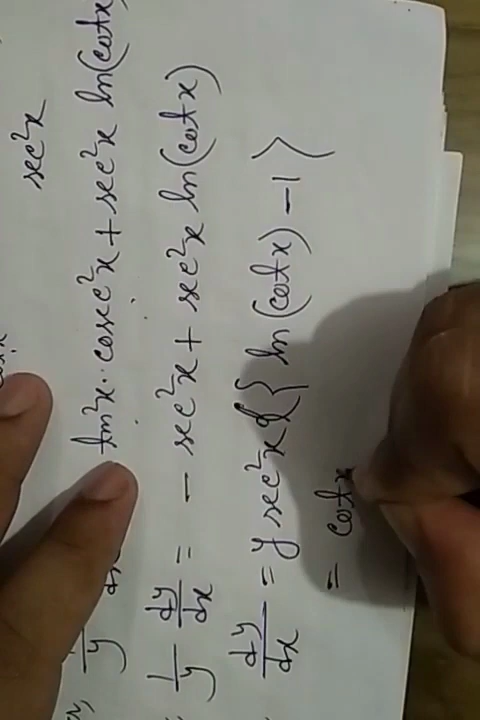 sec²x
1/y d tan²x · cosec²x + sec²x ln(cotx
1/y dy/dx = - sec²x + sec²x ln(cotx)
dy/dx = y sec²x { ln(cotx) - 1 }
= cotx